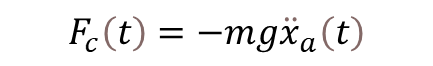 F_c(t) = −mgẍ_a(t)